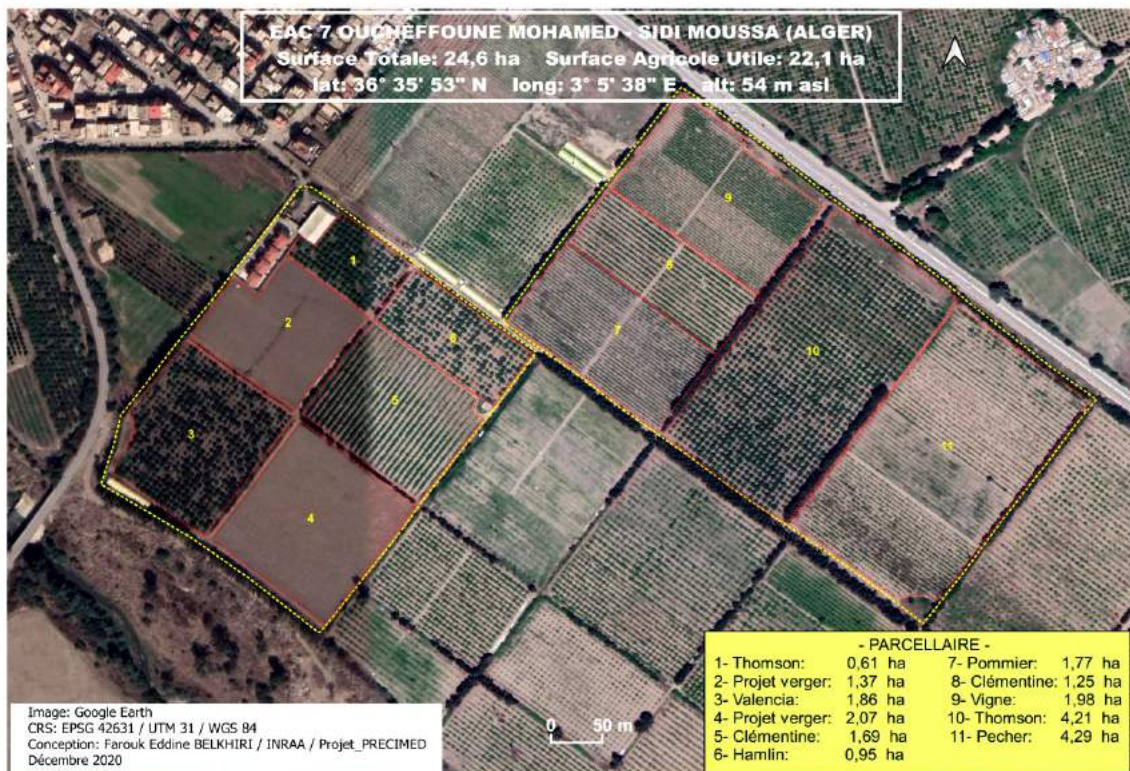 EAC 7 OUCHEFFOUNE MOHAMED - SIDI MOUSSA (ALGER)
Surface Totale: 24,6 ha Surface Agricole Utile: 22,1 ha
lat: 36° 35' 53" N long: 3° 5' 38" E alt: 54 m asl
9
1
8
2
6
7
10
5
3
11
4
0 50 m
- PARCELLAIRE -
1- Thomson: 0,61 ha 7- Pommier: 1,77 ha
2- Projet verger: 1,37 ha 8- Clémentine: 1,25 ha
3- Valencia: 1,86 ha 9- Vigne: 1,98 ha
4- Projet verger: 2,07 ha 10- Thomson: 4,21 ha
5- Clémentine: 1,69 ha 11- Pecher: 4,29 ha
6- Hamlin: 0,95 ha
Image: Google Earth
CRS: EPSG 42631 / UTM 31 / WGS 84
Conception: Farouk Eddine BELKHIRI / INRAA / Projet_PRECIMED
Décembre 2020